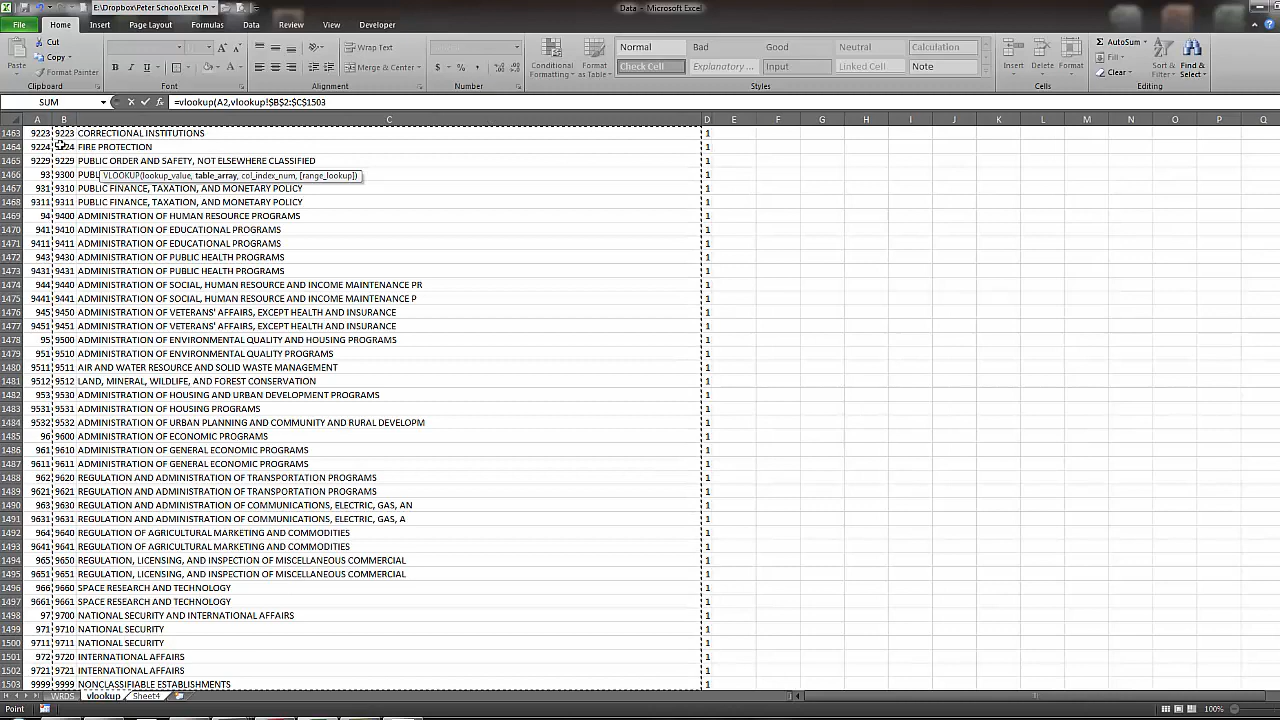 E:\Dropbox\Peter School\Excel Pr
Data - Microsoft Excel
File Home Insert Page Layout Formulas Data Review View Developer
Cut
Copy
Format Painter
Paste
Clipboard
B I U
Font
Wrap Text
Merge & Center
Alignment
$ % ,
Number
Conditional Formatting
Format as Table
Normal Bad Good Neutral Calculation
Check Cell Explanatory ... Input Linked Cell Note
Styles
Insert Delete Format
Cells
AutoSum
Fill
Clear
Sort & Filter
Find & Select
Editing
SUM fx =vlookup(A2,vlookup!$B$2:$C$1503
A B C D E F G H I J K L M N O P Q
1463 9223 9223 CORRECTIONAL INSTITUTIONS 1
1464 9224 9224 FIRE PROTECTION 1
1465 9229 9229 PUBLIC ORDER AND SAFETY, NOT ELSEWHERE CLASSIFIED 1
1466 93 9300 PUBL 1
VLOOKUP(lookup_value, table_array, col_index_num, [range_lookup])
1467 931 9310 PUBLIC FINANCE, TAXATION, AND MONETARY POLICY 1
1468 9311 9311 PUBLIC FINANCE, TAXATION, AND MONETARY POLICY 1
1469 94 9400 ADMINISTRATION OF HUMAN RESOURCE PROGRAMS 1
1470 941 9410 ADMINISTRATION OF EDUCATIONAL PROGRAMS 1
1471 9411 9411 ADMINISTRATION OF EDUCATIONAL PROGRAMS 1
1472 943 9430 ADMINISTRATION OF PUBLIC HEALTH PROGRAMS 1
1473 9431 9431 ADMINISTRATION OF PUBLIC HEALTH PROGRAMS 1
1474 944 9440 ADMINISTRATION OF SOCIAL, HUMAN RESOURCE AND INCOME MAINTENANCE PR 1
1475 9441 9441 ADMINISTRATION OF SOCIAL, HUMAN RESOURCE AND INCOME MAINTENANCE P 1
1476 945 9450 ADMINISTRATION OF VETERANS' AFFAIRS, EXCEPT HEALTH AND INSURANCE 1
1477 9451 9451 ADMINISTRATION OF VETERANS' AFFAIRS, EXCEPT HEALTH AND INSURANCE 1
1478 95 9500 ADMINISTRATION OF ENVIRONMENTAL QUALITY AND HOUSING PROGRAMS 1
1479 951 9510 ADMINISTRATION OF ENVIRONMENTAL QUALITY PROGRAMS 1
1480 9511 9511 AIR AND WATER RESOURCE AND SOLID WASTE MANAGEMENT 1
1481 9512 9512 LAND, MINERAL, WILDLIFE, AND FOREST CONSERVATION 1
1482 953 9530 ADMINISTRATION OF HOUSING AND URBAN DEVELOPMENT PROGRAMS 1
1483 9531 9531 ADMINISTRATION OF HOUSING PROGRAMS 1
1484 9532 9532 ADMINISTRATION OF URBAN PLANNING AND COMMUNITY AND RURAL DEVELOPM 1
1485 96 9600 ADMINISTRATION OF ECONOMIC PROGRAMS 1
1486 961 9610 ADMINISTRATION OF GENERAL ECONOMIC PROGRAMS 1
1487 9611 9611 ADMINISTRATION OF GENERAL ECONOMIC PROGRAMS 1
1488 962 9620 REGULATION AND ADMINISTRATION OF TRANSPORTATION PROGRAMS 1
1489 9621 9621 REGULATION AND ADMINISTRATION OF TRANSPORTATION PROGRAMS 1
1490 963 9630 REGULATION AND ADMINISTRATION OF COMMUNICATIONS, ELECTRIC, GAS, AN 1
1491 9631 9631 REGULATION AND ADMINISTRATION OF COMMUNICATIONS, ELECTRIC, GAS, A 1
1492 964 9640 REGULATION OF AGRICULTURAL MARKETING AND COMMODITIES 1
1493 9641 9641 REGULATION OF AGRICULTURAL MARKETING AND COMMODITIES 1
1494 965 9650 REGULATION, LICENSING, AND INSPECTION OF MISCELLANEOUS COMMERCIAL 1
1495 9651 9651 REGULATION, LICENSING, AND INSPECTION OF MISCELLANEOUS COMMERCIAL 1
1496 966 9660 SPACE RESEARCH AND TECHNOLOGY 1
1497 9661 9661 SPACE RESEARCH AND TECHNOLOGY 1
1498 97 9700 NATIONAL SECURITY AND INTERNATIONAL AFFAIRS 1
1499 971 9710 NATIONAL SECURITY 1
1500 9711 9711 NATIONAL SECURITY 1
1501 972 9720 INTERNATIONAL AFFAIRS 1
1502 9721 9721 INTERNATIONAL AFFAIRS 1
1503 9999 9999 NONCLASSIFIABLE ESTABLISHMENTS 1
WRDS vlookup Sheet4
Point
100%